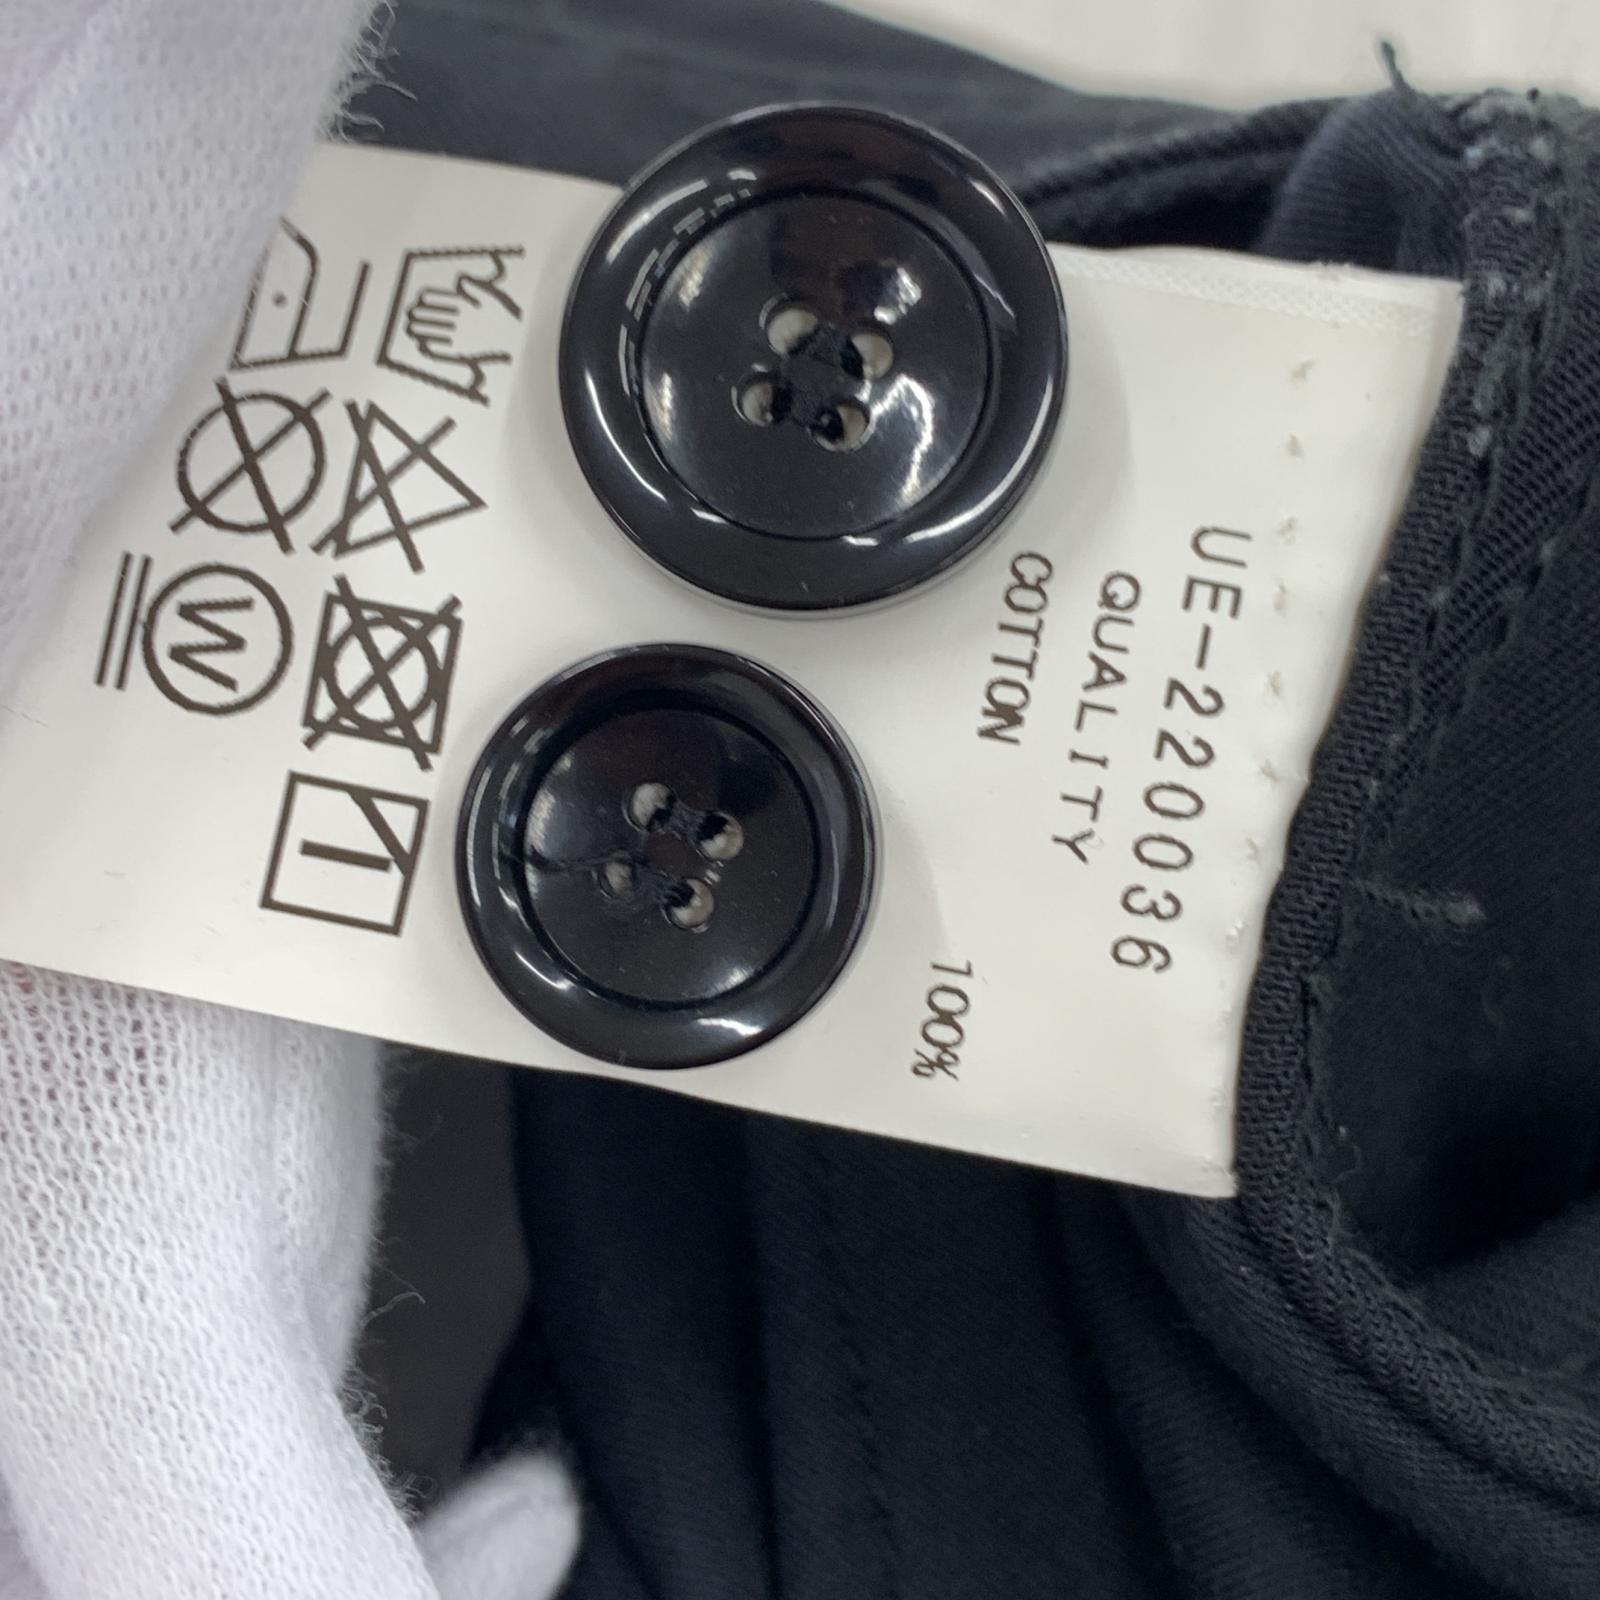 UE-220036
QUALITY
COTTON
100%
W